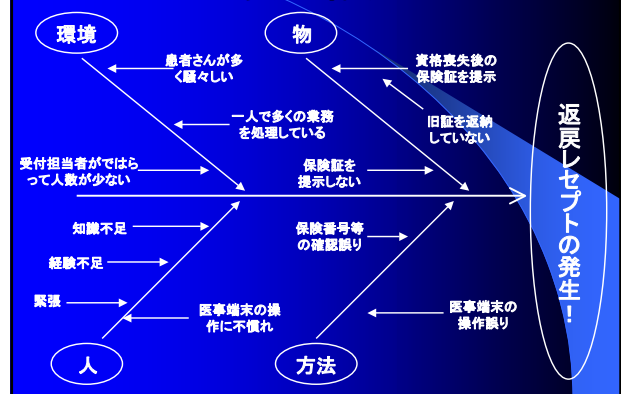 環境
物
患者さんが多
く騒々しい
資格喪失後の
保険証を提示
一人で多くの業務
を処理している
旧証を返納
していない
受付担当者がではら
って人数が少ない
保険証を
提示しない
返戻レセプトの発生!
知識不足
保険番号等
の確認誤り
経験不足
緊張
医事端末の操
作に不慣れ
医事端末の
操作誤り
人
方法